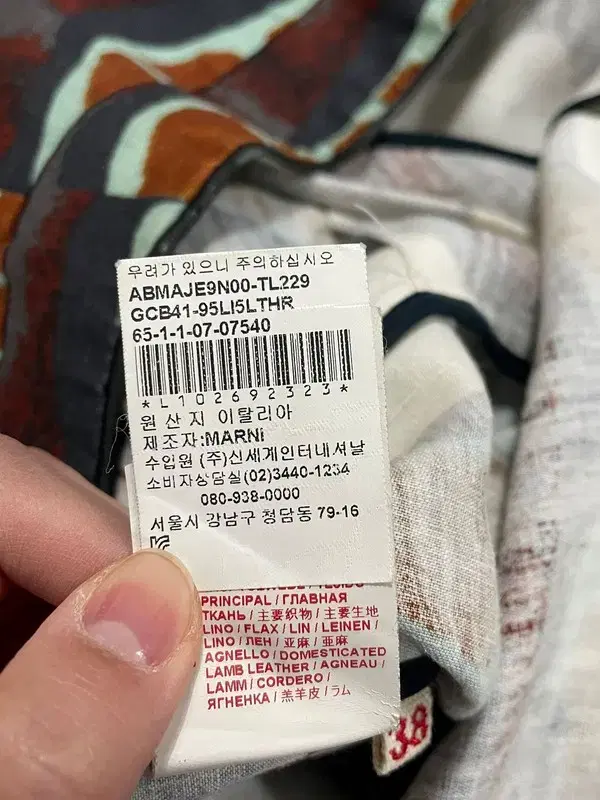 우려가 있으니 주의하십시오
ABMAJE9N00-TL229
GCB41-95LI5LTHR
65-1-1-07-07540
*L102692323*
원산지 이탈리아
제조자:MARNI
수입원 (주)신세계인터내셔날
소비자상담실(02)3440-1234
080-938-0000
서울시 강남구 청담동 79-16
PRINCIPAL / ГЛАВНАЯ
ТКАНЬ / 主要織物 / 主要生地
LINO / FLAX / LIN / LEINEN /
LINO / ЛЕН / 亚麻 / 亜麻
AGNELLO / DOMESTICATED
LAMB LEATHER / AGNEAU /
LAMM / CORDERO /
ЯГНЕНКА / 羔羊皮 / ラム
38